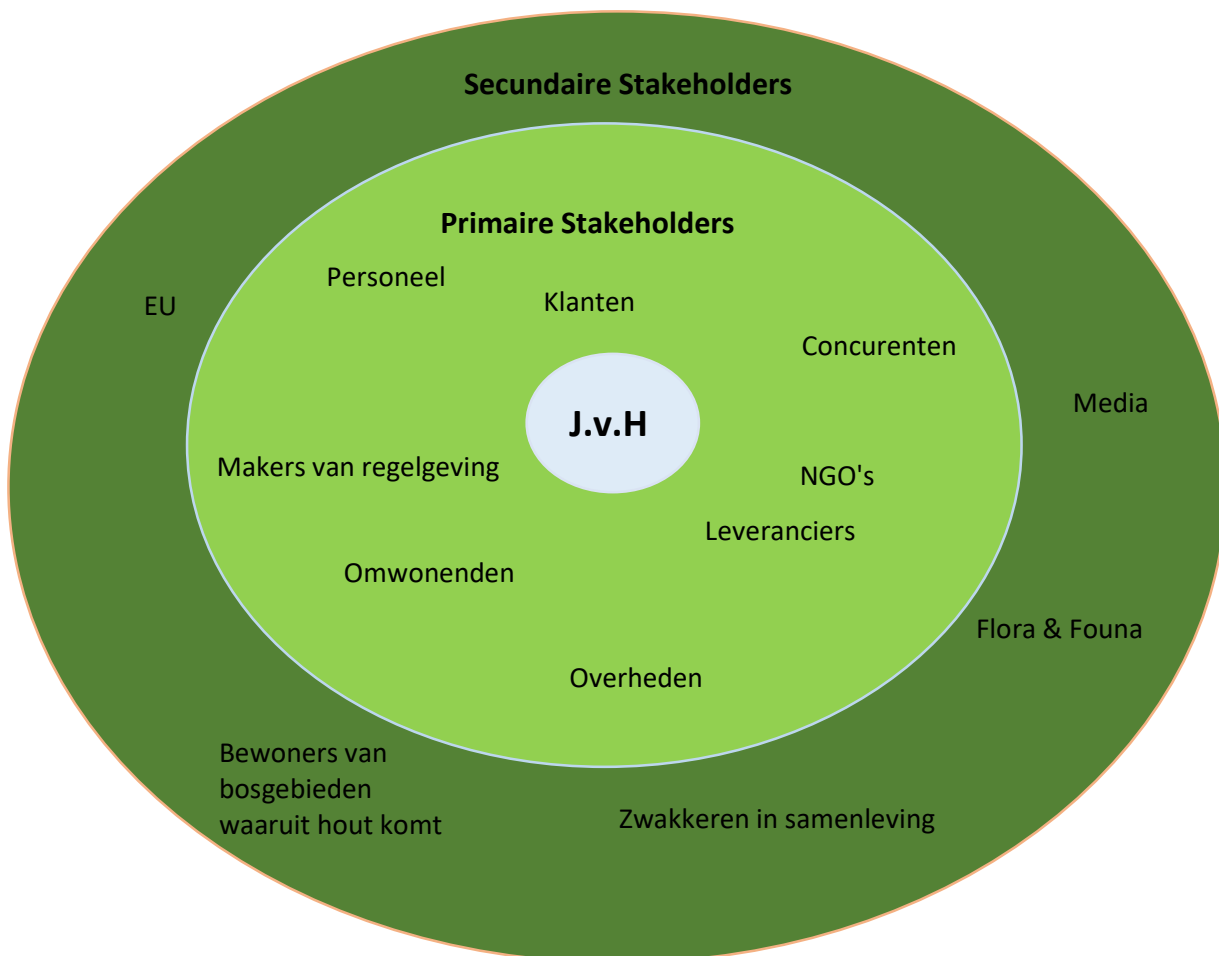 Secundaire Stakeholders
Primaire Stakeholders
Personeel
Klanten
EU
Concurenten
Media
J.v.H
Makers van regelgeving
NGO's
Leveranciers
Omwonenden
Flora & Founa
Overheden
Bewoners van
bosgebieden
waaruit hout komt
Zwakkeren in samenleving